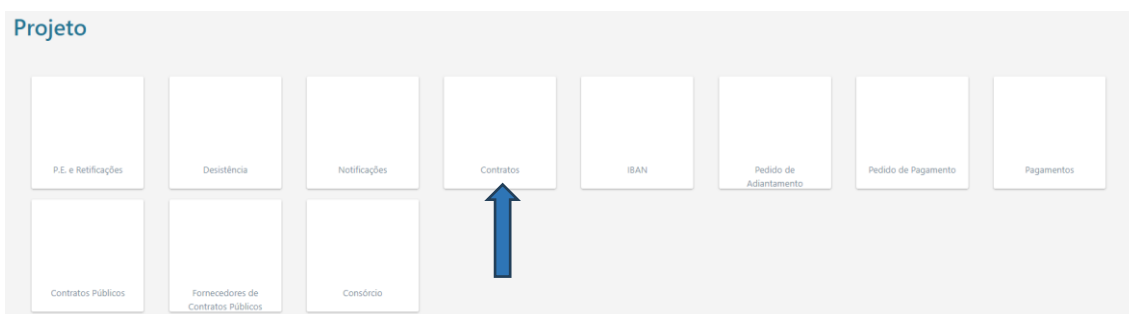 Projeto
P.E. e Retificações
Desistência
Notificações
Contratos
IBAN
Pedido de
Adiantamento
Pedido de Pagamento
Pagamentos
Contratos Públicos
Fornecedores de
Contratos Públicos
Consórcio